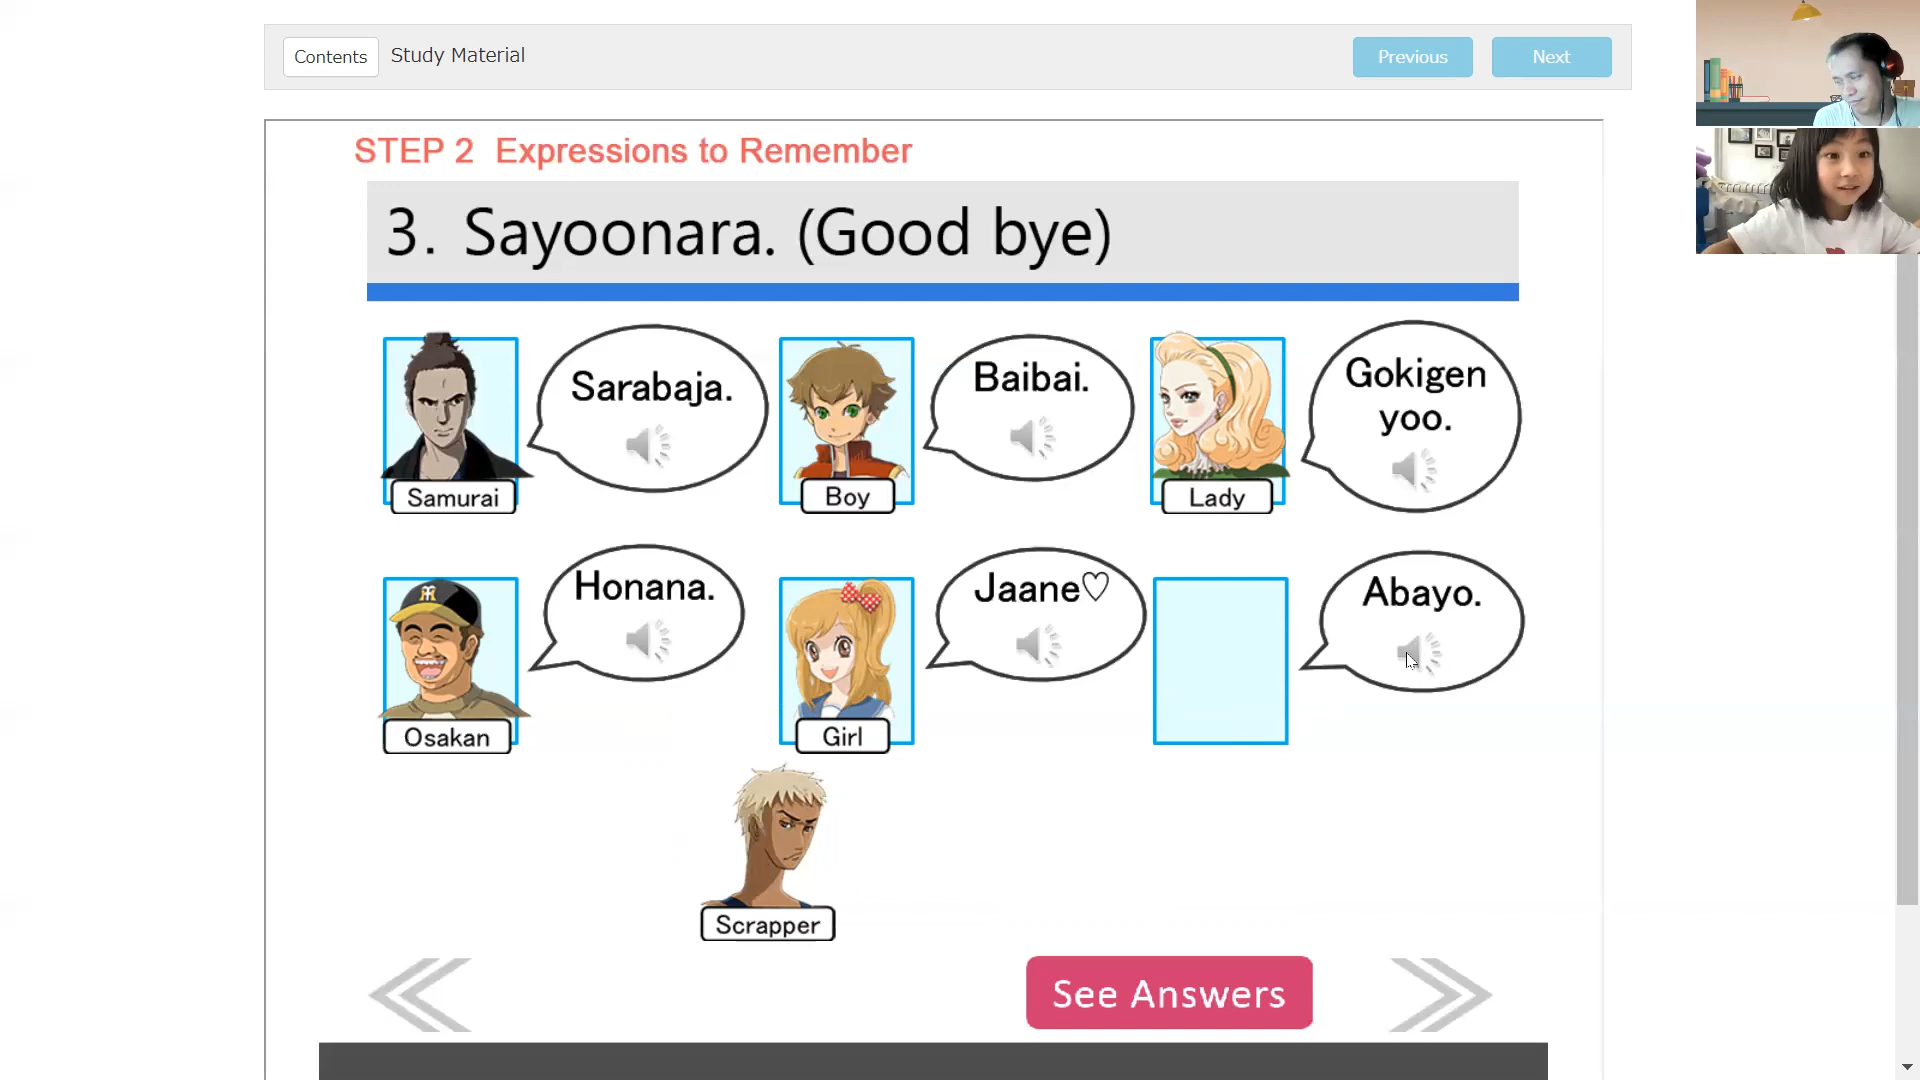 Contents Study Material Previous Next
STEP 2 Expressions to Remember
3. Sayoonara. (Good bye)
Sarabaja.
Samurai
Baibai.
Boy
Gokigen
yoo.
Lady
Honana.
Osakan
Jaane♡
Girl
Abayo.
Scrapper
See Answers